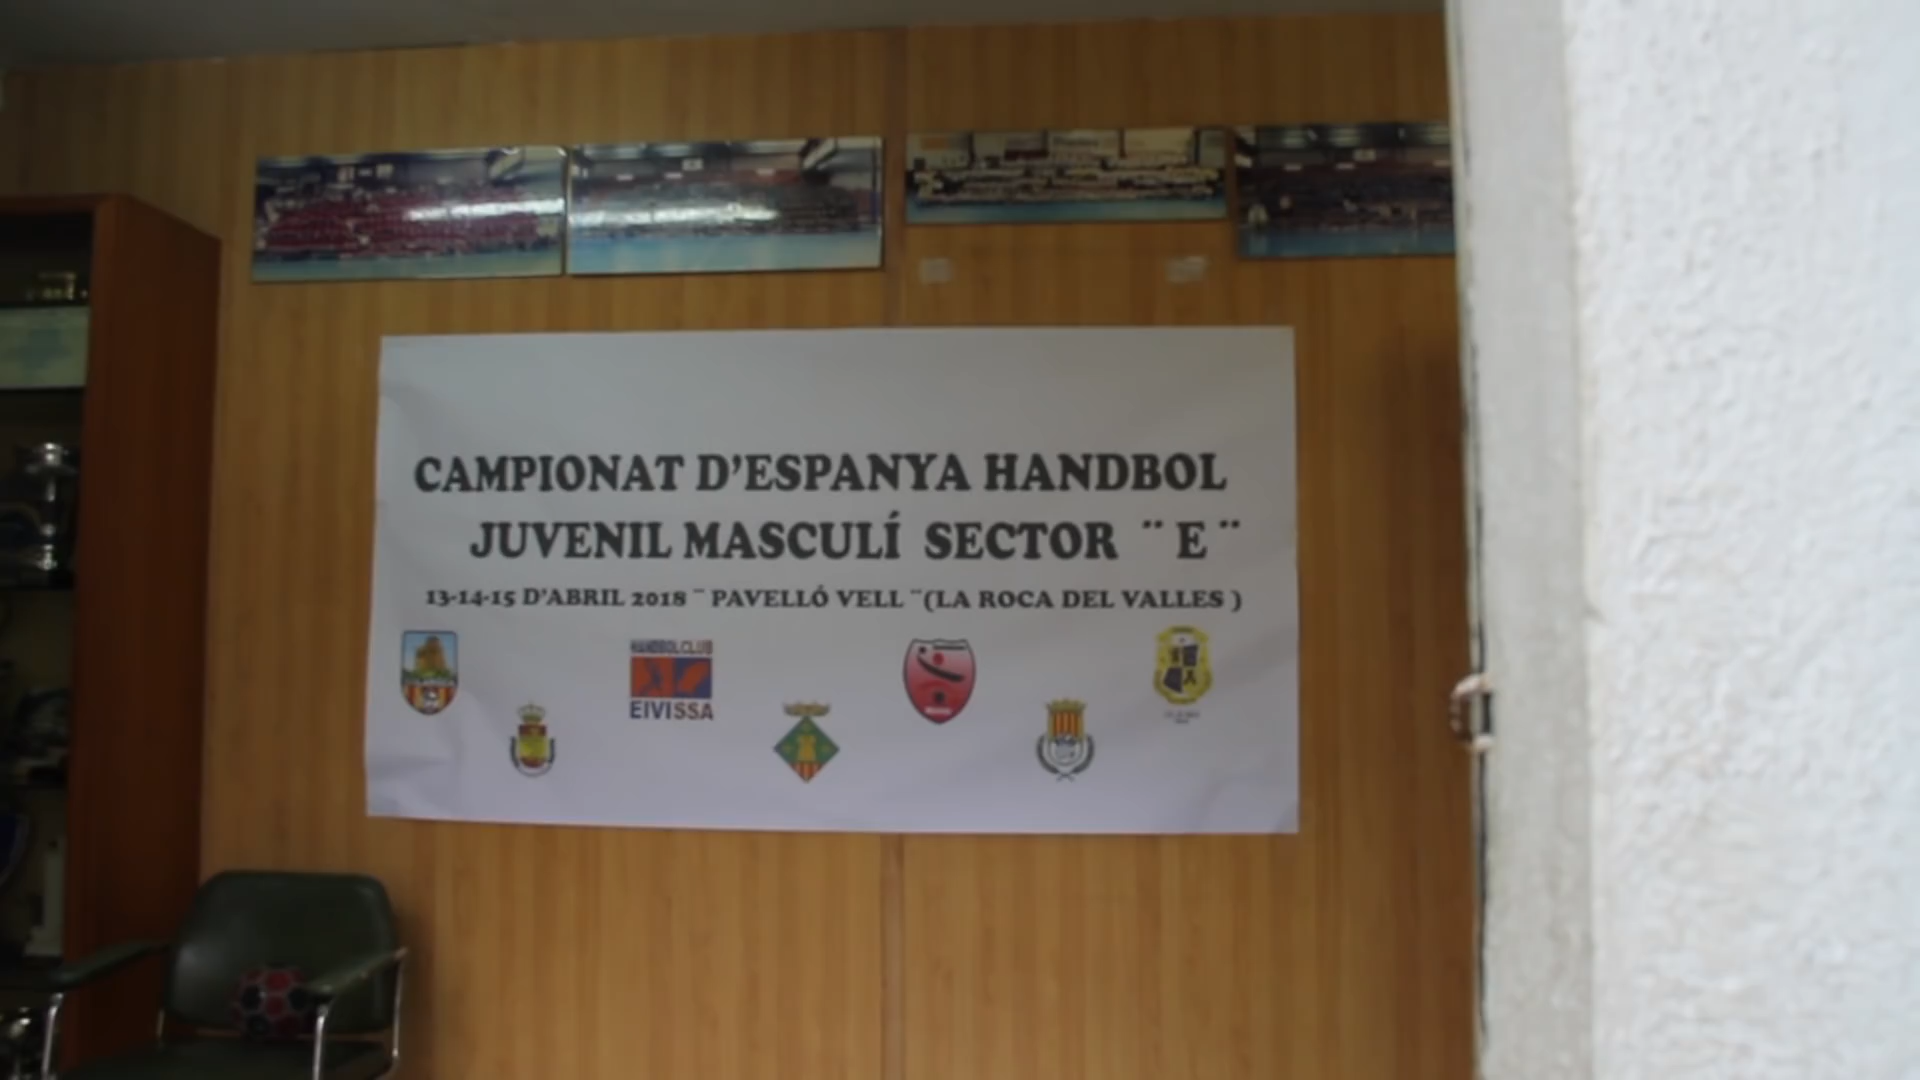 CAMPIONAT D'ESPANYA HANDBOL
JUVENIL MASCULÍ SECTOR ¨ E ¨
13-14-15 D'ABRIL 2018 ¨ PAVELLÓ VELL ¨(LA ROCA DEL VALLES )
HANDBOL CLUB
EIVISSA